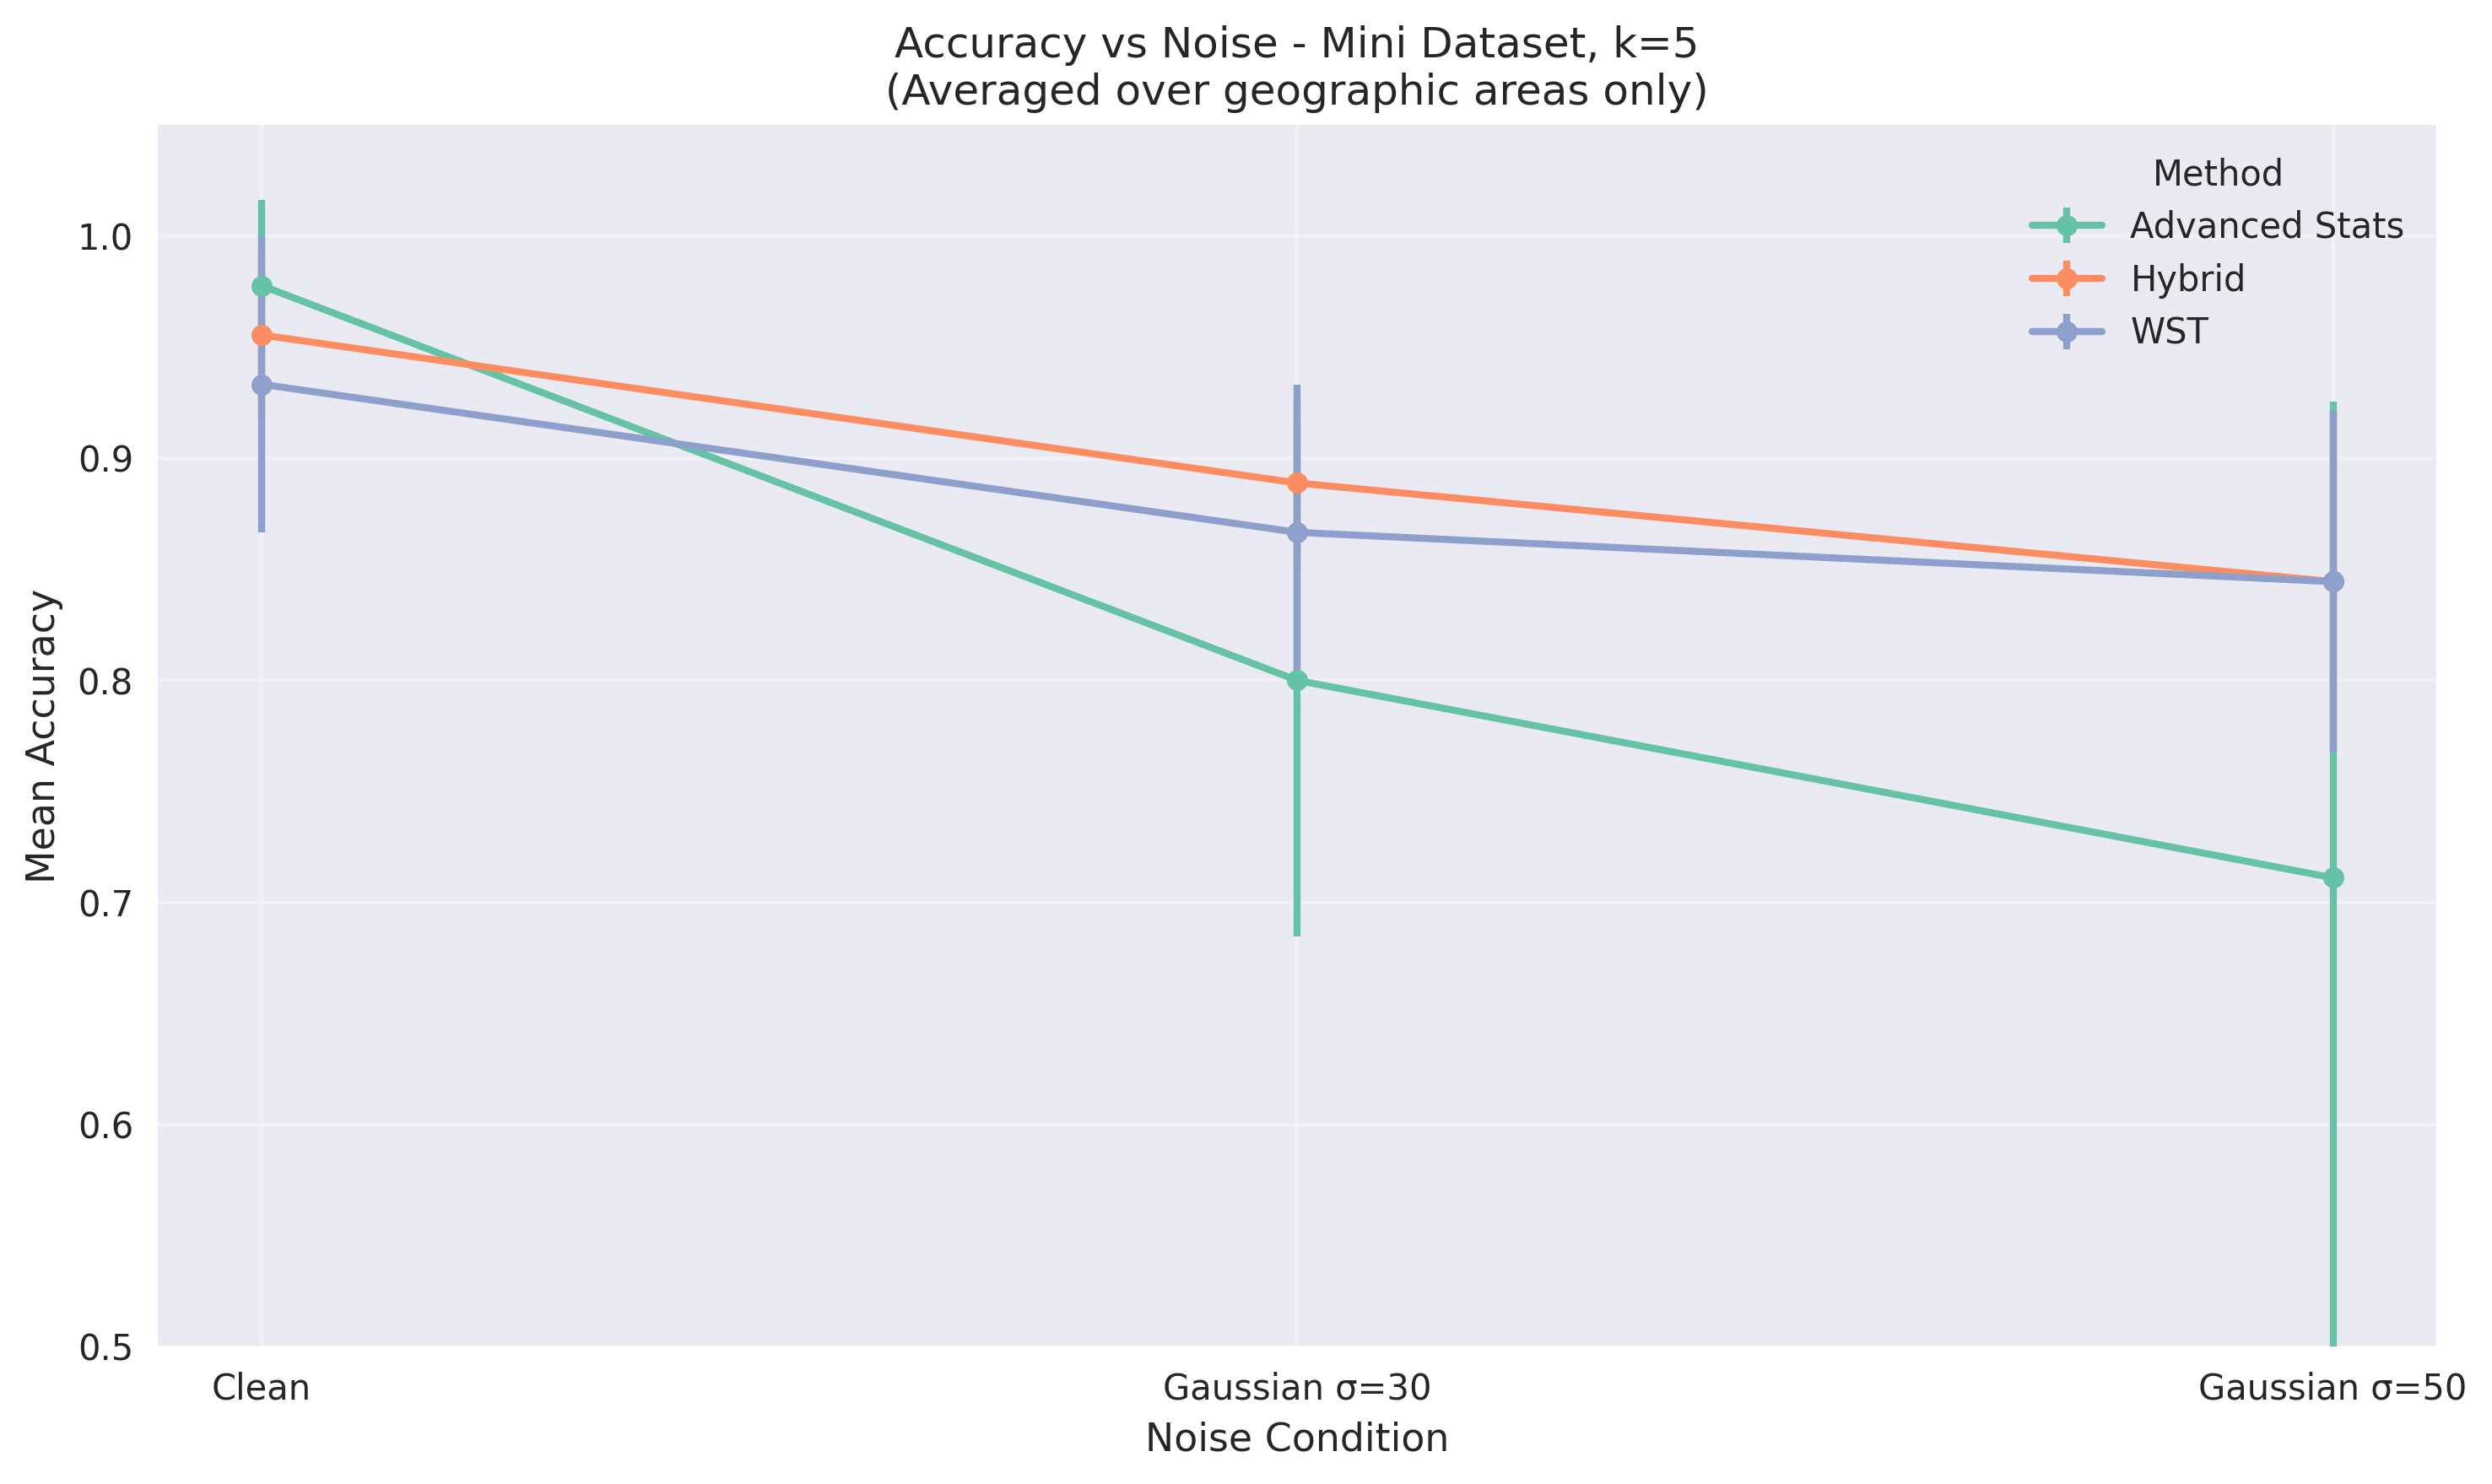 Accuracy vs Noise - Mini Dataset, k=5
(Averaged over geographic areas only)
Method
Advanced Stats
Hybrid
WST
Mean Accuracy
1.0
0.9
0.8
0.7
0.6
0.5
Clean
Gaussian σ=30
Gaussian σ=50
Noise Condition